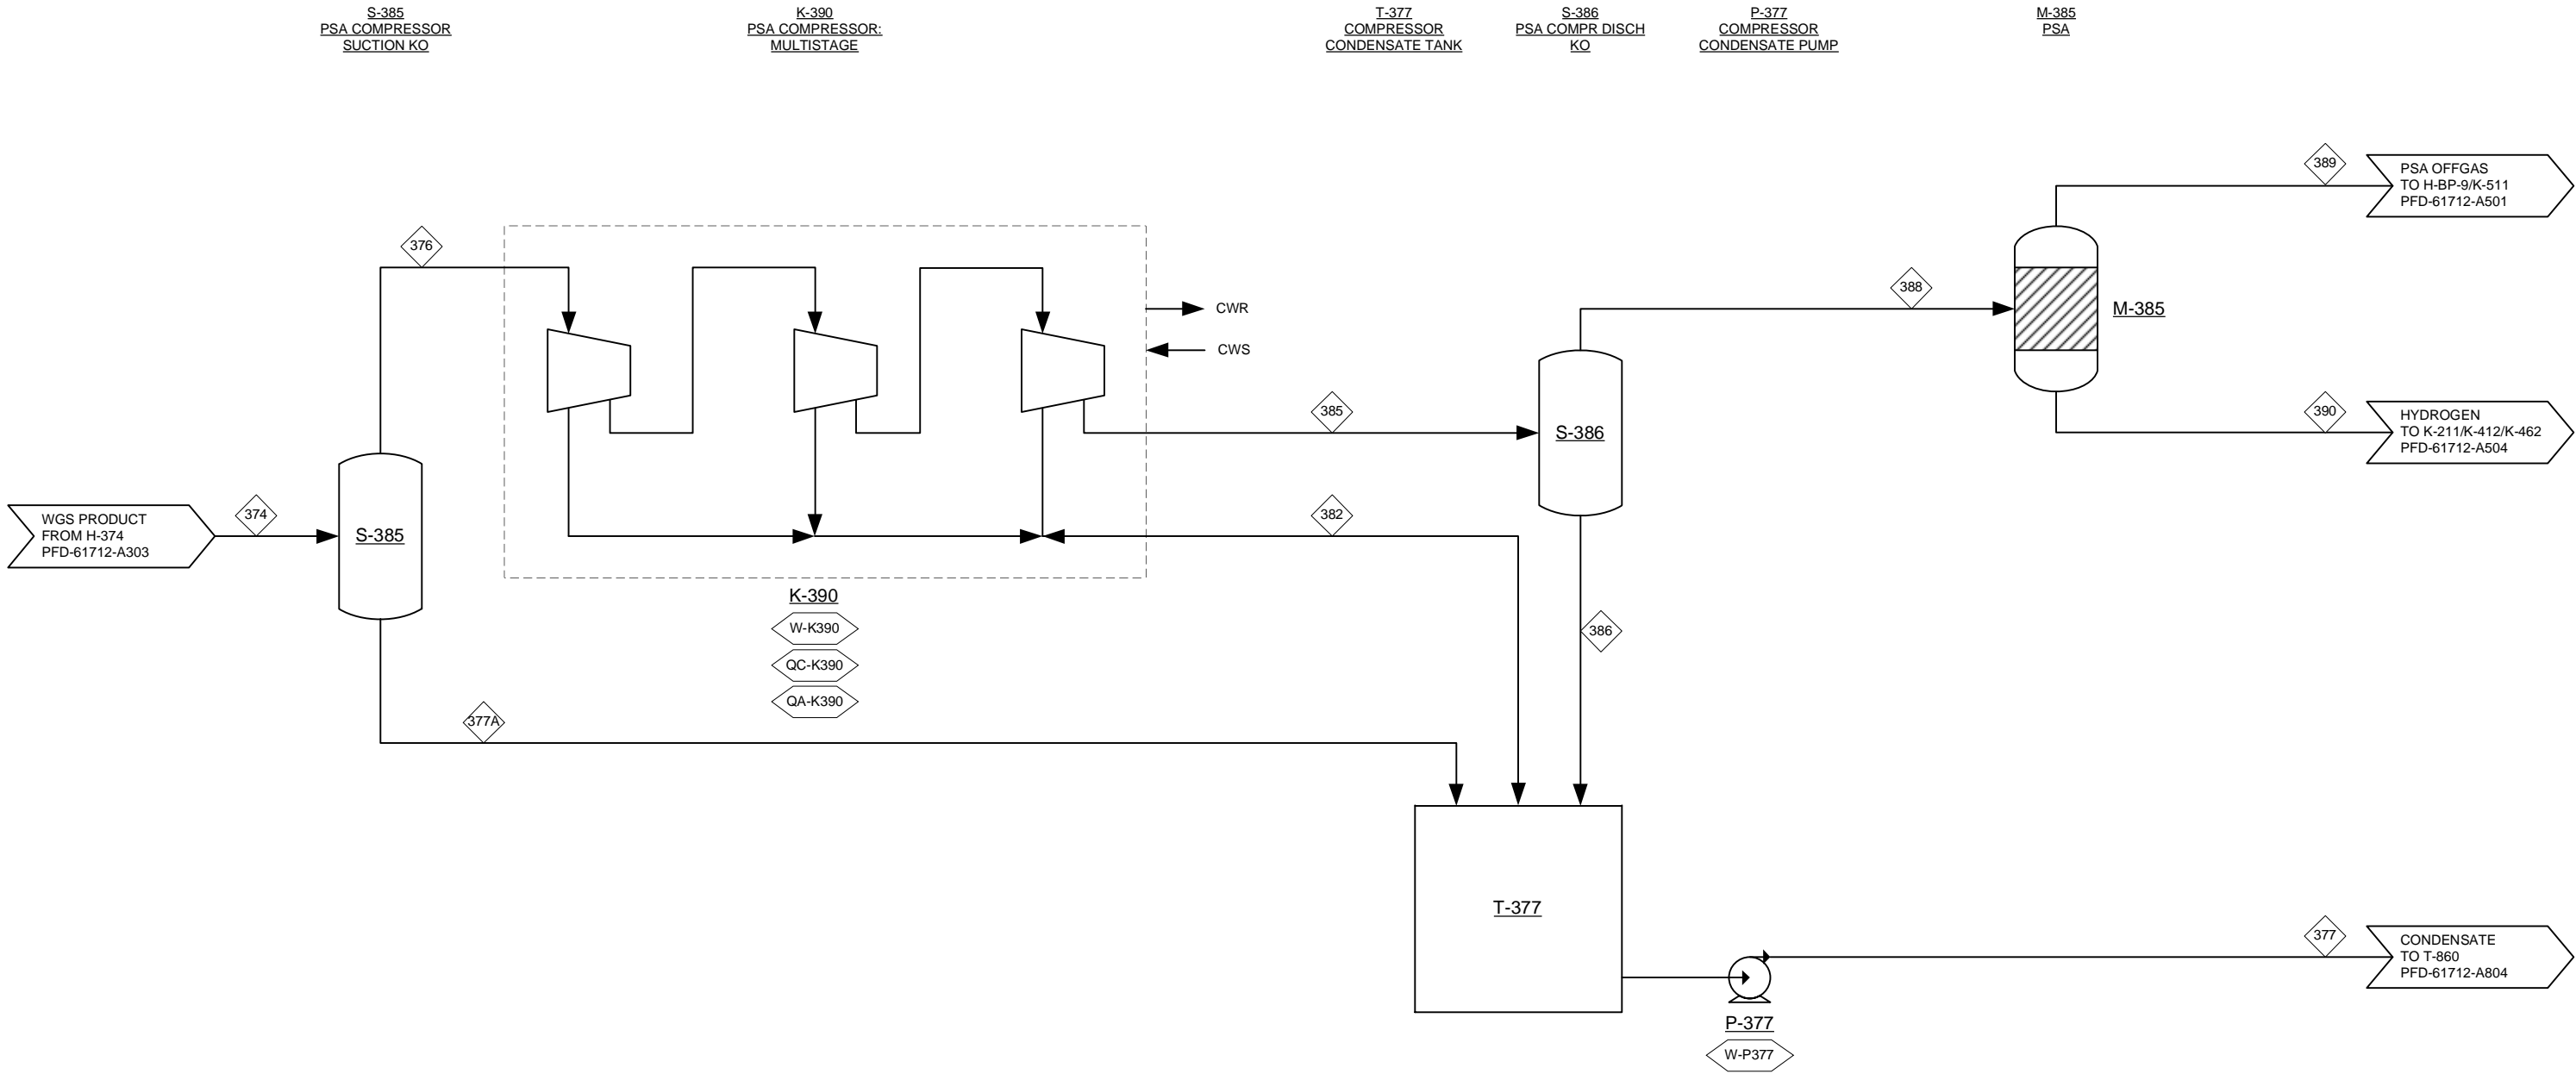 S-385
PSA COMPRESSOR
SUCTION KO
K-390
PSA COMPRESSOR:
MULTISTAGE
T-377
COMPRESSOR
CONDENSATE TANK
S-386
PSA COMPR DISCH
KO
P-377
COMPRESSOR
CONDENSATE PUMP
M-385
PSA
389
PSA OFFGAS
TO H-BP-9/K-511
PFD-61712-A501
376
388
CWR
M-385
CWS
385
S-386
390
HYDROGEN
TO K-211/K-412/K-462
PFD-61712-A504
WGS PRODUCT
FROM H-374
PFD-61712-A303
374
S-385
382
K-390
W-K390
QC-K390
QA-K390
386
377A
T-377
377
CONDENSATE
TO T-860
PFD-61712-A804
P-377
W-P377